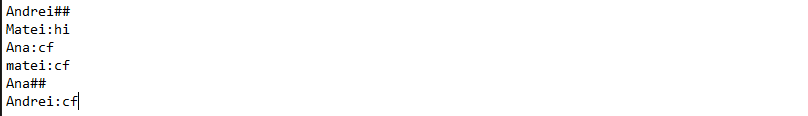 Andrei##
Matei:hi
Ana:cf
matei:cf
Ana##
Andrei:cf